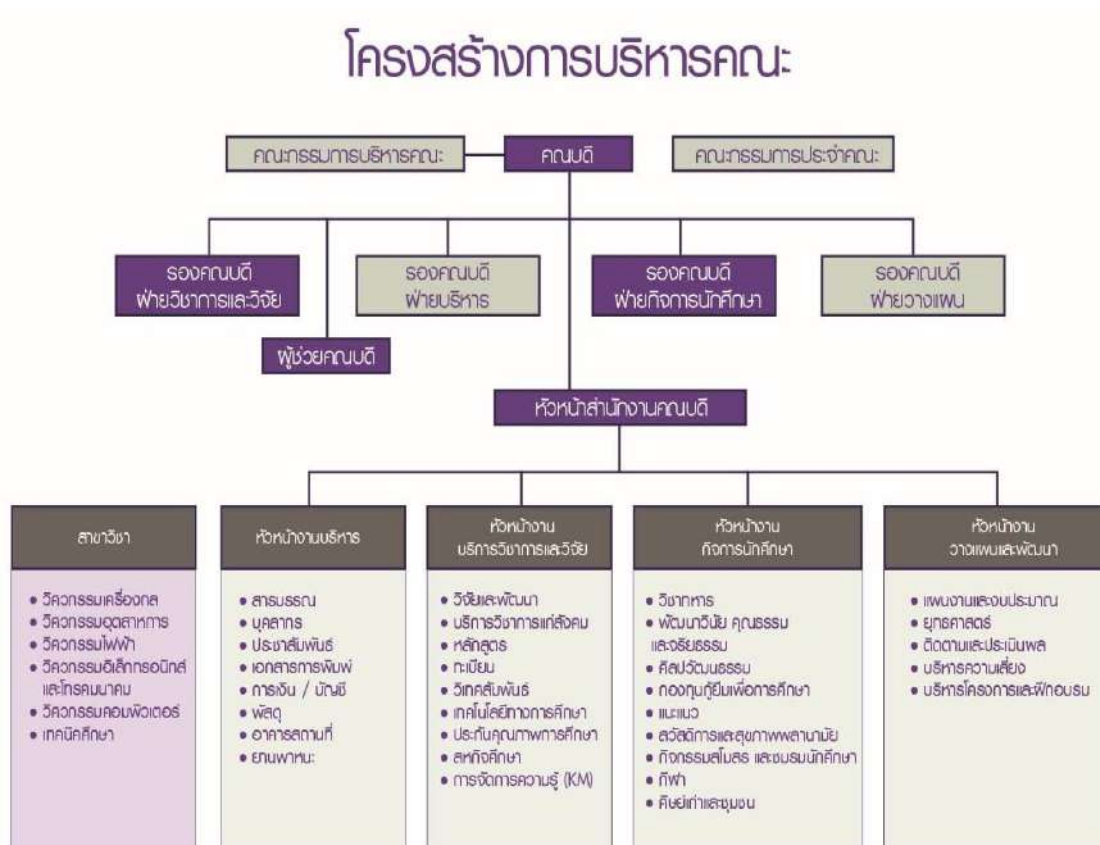 โครงสร้างการบริหารคณะ
คณะกรรมการบริหารคณะ
คณบดี
คณะกรรมการประจำคณะ
รองคณบดี
ฝ่ายวิชาการและวิจัย
รองคณบดี
ฝ่ายบริหาร
รองคณบดี
ฝ่ายกิจการนักศึกษา
รองคณบดี
ฝ่ายวางแผน
ผู้ช่วยคณบดี
หัวหน้าสำนักงานคณบดี
สาขาวิชา
• วิศวกรรมเครื่องกล
• วิศวกรรมอุตสาหการ
• วิศวกรรมไฟฟ้า
• วิศวกรรมอิเล็กทรอนิกส์
และโทรคมนาคม
• วิศวกรรมคอมพิวเตอร์
• เทคนิคศึกษา
หัวหน้างานบริหาร
• สารบรรณ
• บุคลากร
• ประชาสัมพันธ์
• เอกสารการพิมพ์
• การเงิน / บัญชี
• พัสดุ
• อาคารสถานที่
• ยานพาหนะ
หัวหน้างาน
บริการวิชาการและวิจัย
• วิจัยและพัฒนา
• บริการวิชาการแก่สังคม
• หลักสูตร
• ทะเบียน
• วิเทศสัมพันธ์
• เทคโนโลยีทางการศึกษา
• ประกันคุณภาพการศึกษา
• สหกิจศึกษา
• การจัดการความรู้ (KM)
หัวหน้างาน
กิจการนักศึกษา
• วิชาทหาร
• พัฒนาวินัย คุณธรรม
และจริยธรรม
• ศิลปวัฒนธรรม
• กองทุนกู้ยืมเพื่อการศึกษา
• แนะแนว
• สวัสดิการและสุขภาพพลานามัย
• กิจกรรมสโมสร และชมรมนักศึกษา
• กีฬา
• ศิษย์เก่าและชุมชน
หัวหน้างาน
วางแผนและพัฒนา
• แผนงานและงบประมาณ
• ยุทธศาสตร์
• ติดตามและประเมินผล
• บริหารความเสี่ยง
• บริหารโครงการและฝึกอบรม